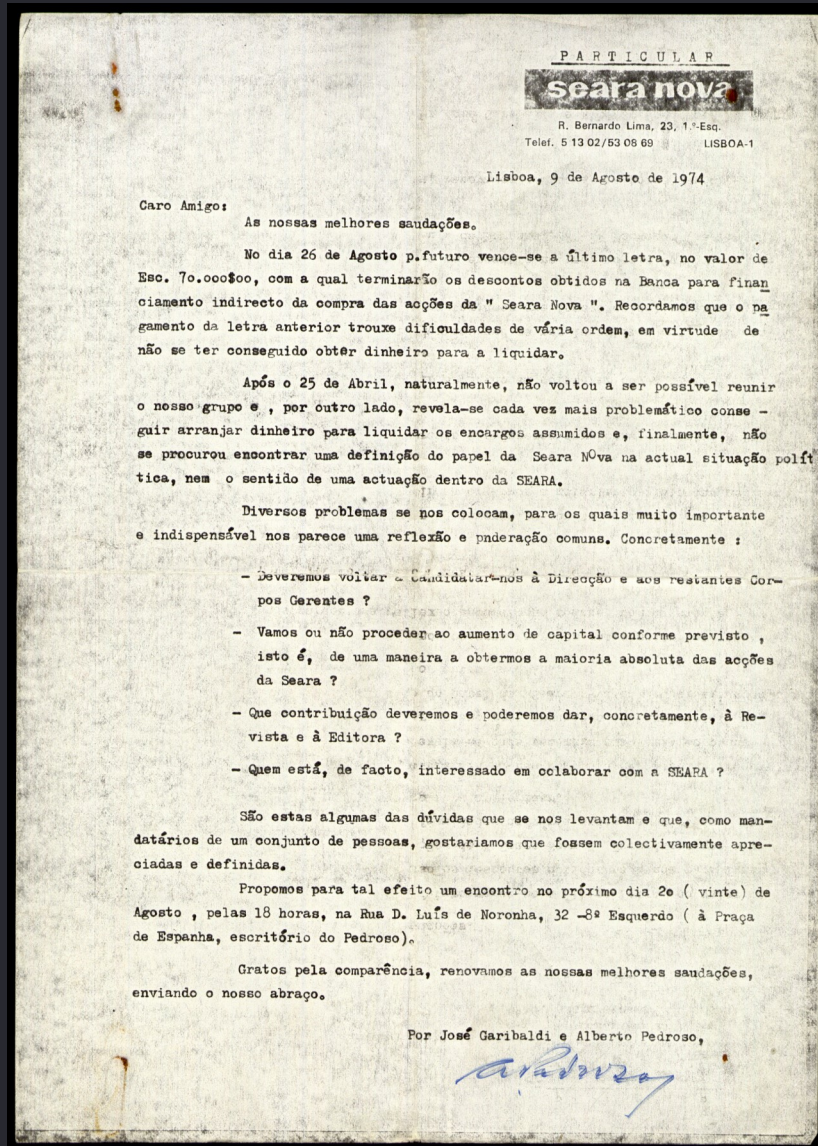 PARTICULAR
seara nova
R. Bernardo Lima, 23, 1.º-Esq.
Telef. 5 13 02/53 08 69 LISBOA-1
Lisboa, 9 de Agosto de 1974
Caro Amigo:
As nossas melhores saudações.
No dia 26 de Agosto p.futuro vence-se a último letra, no valor de
Esc. 70.000$00, com a qual terminarão os descontos obtidos na Banca para finan
ciamento indirecto da compra das acções da " Seara Nova ". Recordamos que o pa
gamento da letra anterior trouxe dificuldades de vária ordem, em virtude de
não se ter conseguido obter dinheiro para a liquidar.
Após o 25 de Abril, naturalmente, não voltou a ser possível reunir
o nosso grupo e , por outro lado, revela-se cada vez mais problemático conse -
guir arranjar dinheiro para liquidar os encargos assumidos e, finalmente, não
se procurou encontrar uma definição do papel da Seara NOva na actual situação polít
tica, nem o sentido de uma actuação dentro da SEARA.
Diversos problemas se nos colocam, para os quais muito importante
e indispensável nos parece uma reflexão e pnderação comuns. Concretamente :
- Deveremos voltar a Candidatar-nos à Direcção e aos restantes Cor-
pos Gerentes ?
- Vamos ou não proceder ao aumento de capital conforme previsto ,
isto é, de uma maneira a obtermos a maioria absoluta das acções
da Seara ?
- Que contribuição deveremos e poderemos dar, concretamente, à Re-
vista e à Editora ?
- Quem está, de facto, interessado em colaborar com a SEARA ?
São estas algumas das dúvidas que se nos levantam e que, como man-
datários de um conjunto de pessoas, gostariamos que fossem colectivamente apre-
ciadas e definidas.
Propomos para tal efeito um encontro no próximo dia 20 ( vinte) de
Agosto , pelas 18 horas, na Rua D. Luís de Noronha, 32 -8º Esquerdo ( à Praça
de Espanha, escritório do Pedroso).
Gratos pela comparência, renovamos as nossas melhores saudações,
enviando o nosso abraço.
Por José Garibaldi e Alberto Pedroso,
A. Pedroso